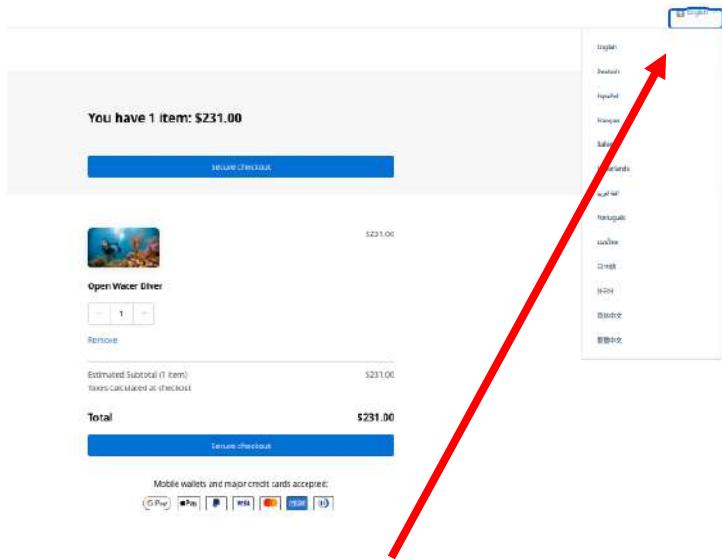 English
English
Deutsch
Español
Français
Italiano
Nederlands
Português
日本語
한국어
简体中文
繁體中文
You have 1 item: $231.00
Secure checkout
$231.00
Open Water Diver
1
Remove
Estimated Subtotal (1 item) $231.00
Taxes calculated at checkout
Total $231.00
Secure checkout
Mobile wallets and major credit cards accepted:
G Pay Pay VISA